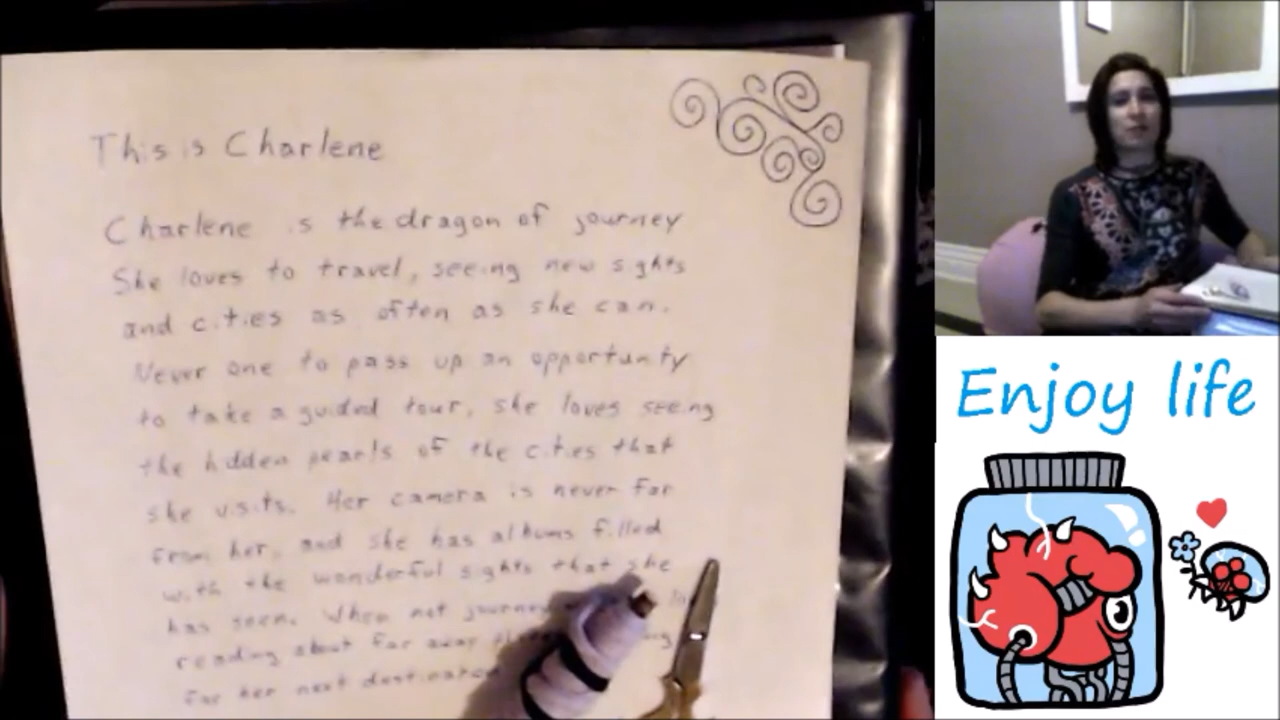 This is Charlene
Charlene is the dragon of journey
She loves to travel, seeing new sights
and cities as often as she can.
Never one to pass up an opportunity
to take a guided tour, she loves seeing
the hidden pearls of the cities that
she visits. Her camera is never far
from her, and she has albums filled
with the wonderful sights that she
has seen. When not
reading about far away
for her next
Enjoy life